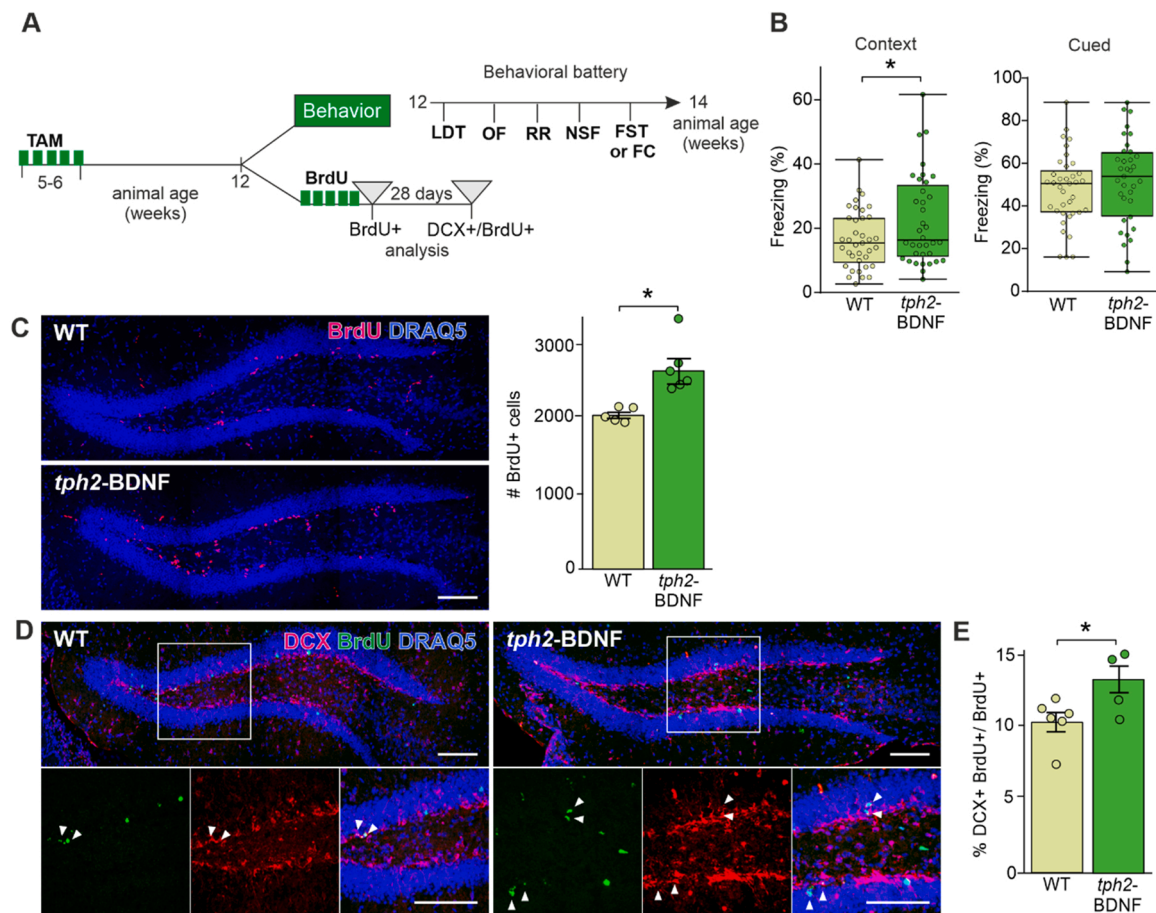 A
TAM
5-6
animal age
(weeks)
12
Behavior
BrdU
28 days
BrdU+
DCX+/BrdU+
analysis
Behavioral battery
12
14
LDT
OF
RR
NSF
FST
or FC
animal age
(weeks)
B
Context
*
Freezing (%)
60
40
20
0
WT
tph2-
BDNF
Cued
Freezing (%)
100
80
60
40
20
0
WT
tph2-
BDNF
C
WT
BrdU DRAQ5
tph2-BDNF
*
# BrdU+ cells
3000
2000
1000
0
WT
tph2-
BDNF
D
WT
DCX BrdU DRAQ5
tph2-BDNF
E
*
% DCX+ BrdU+/ BrdU+
15
10
5
0
WT
tph2-
BDNF